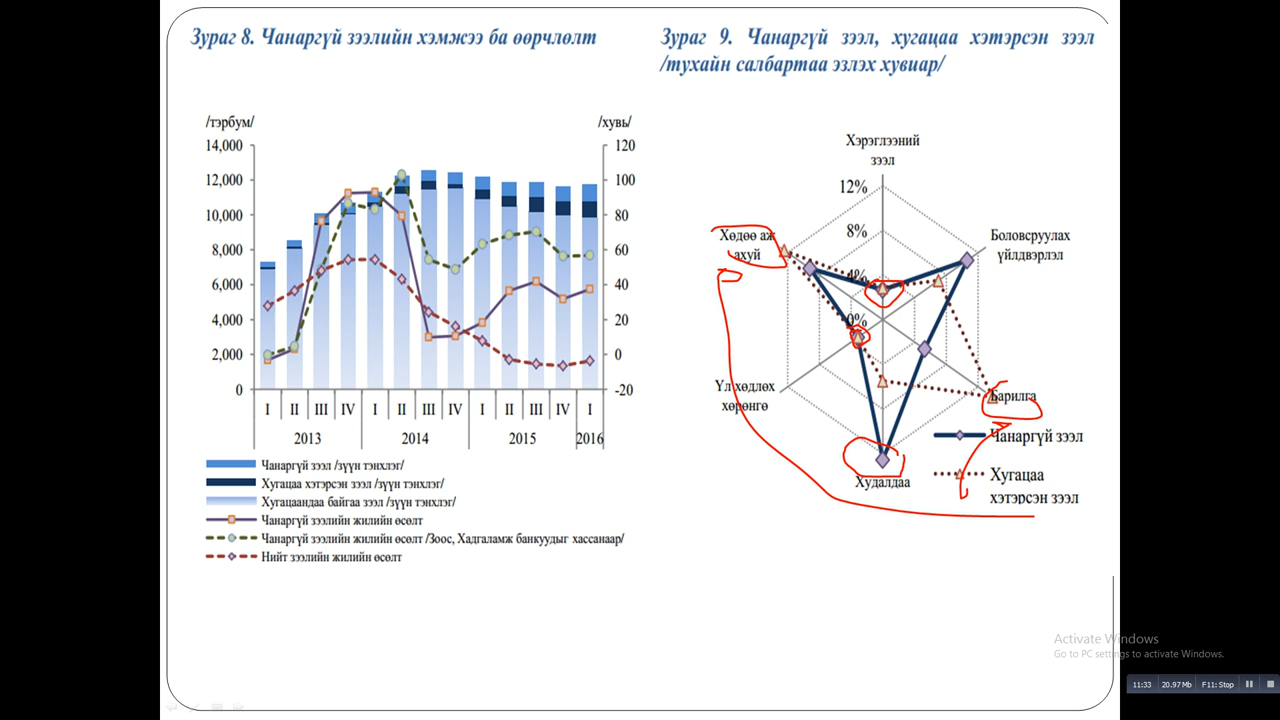 Зураг 8. Чанаргүй зээлийн хэмжээ ба өөрчлөлт
/тэрбум/
/хувь/
14,000
12,000
10,000
8,000
6,000
4,000
2,000
0
120
100
80
60
40
20
0
-20
I II III IV I II III IV I II III IV I
2013 2014 2015 2016
Чанаргүй зээл /зүүн тэнхлэг/
Хугацаа хэтэрсэн зээл /зүүн тэнхлэг/
Хугацаандаа байгаа зээл /зүүн тэнхлэг/
Чанаргүй зээлийн жилийн өсөлт
Чанаргүй зээлийн жилийн өсөлт /Зоос, Хадгаламж банкуудыг хассанаар/
Нийт зээлийн жилийн өсөлт
Зураг 9. Чанаргүй зээл, хугацаа хэтэрсэн зээл
/тухайн салбартаа эзлэх хувиар/
Хэрэглээний
зээл
12%
8%
4%
0%
Боловсруулах
үйлдвэрлэл
Барилга
Худалдаа
Үл хөдлөх
хөрөнгө
Хөдөө аж
ахуй
Чанаргүй зээл
Хугацаа
хэтэрсэн зээл
Activate Windows
Go to PC settings to activate Windows.
11:33 20.97 Mb F11: Stop